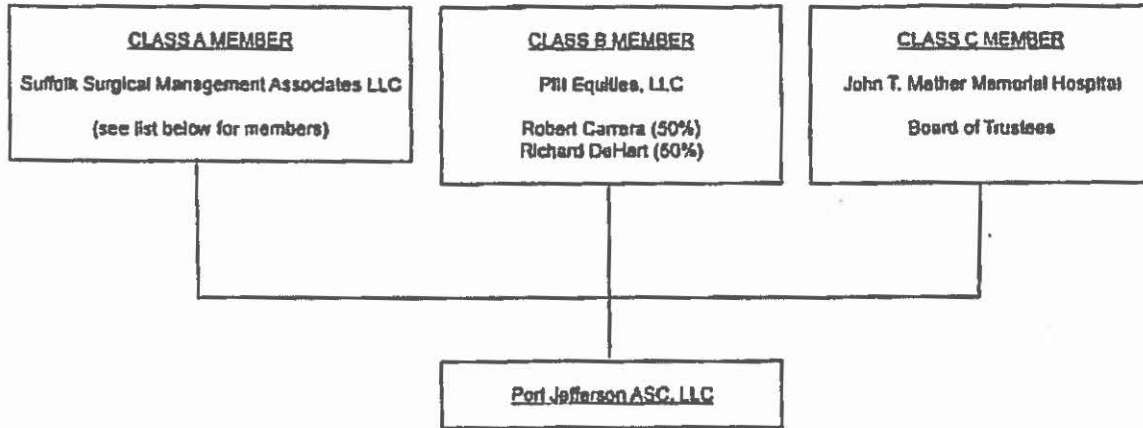 CLASS A MEMBER
Suffolk Surgical Management Associates LLC
(see list below for members)
CLASS B MEMBER
Equities, LLC
Robert Carrara (50%)
Richard DeHart (50%)
CLASS C MEMBER
John T. Mather Memorial Hospital
Board of Trustees
Port Jefferson ASC, LLC